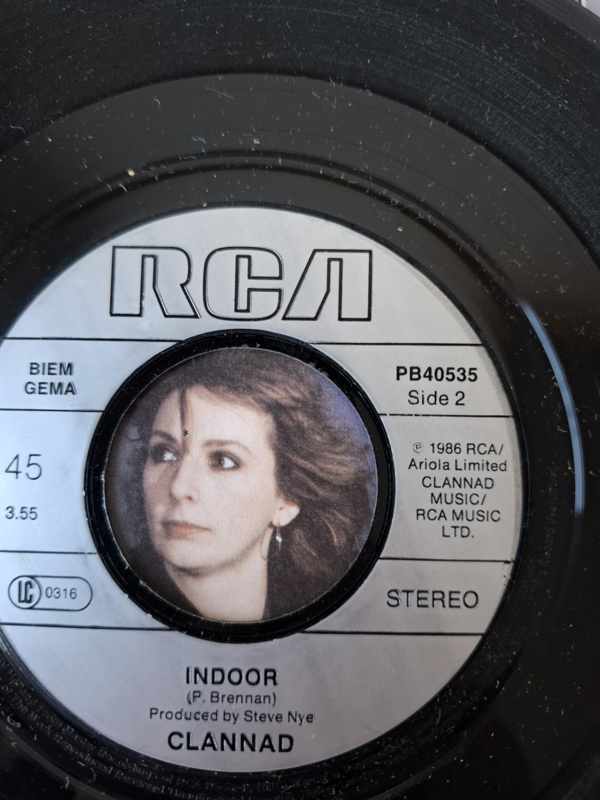 RCA
BIEM
GEMA
45
3.55
LC 0316
PB40535
Side 2
℗ 1986 RCA/
Ariola Limited
CLANNAD
MUSIC/
RCA MUSIC
LTD.
STEREO
INDOOR
(P. Brennan)
Produced by Steve Nye
CLANNAD